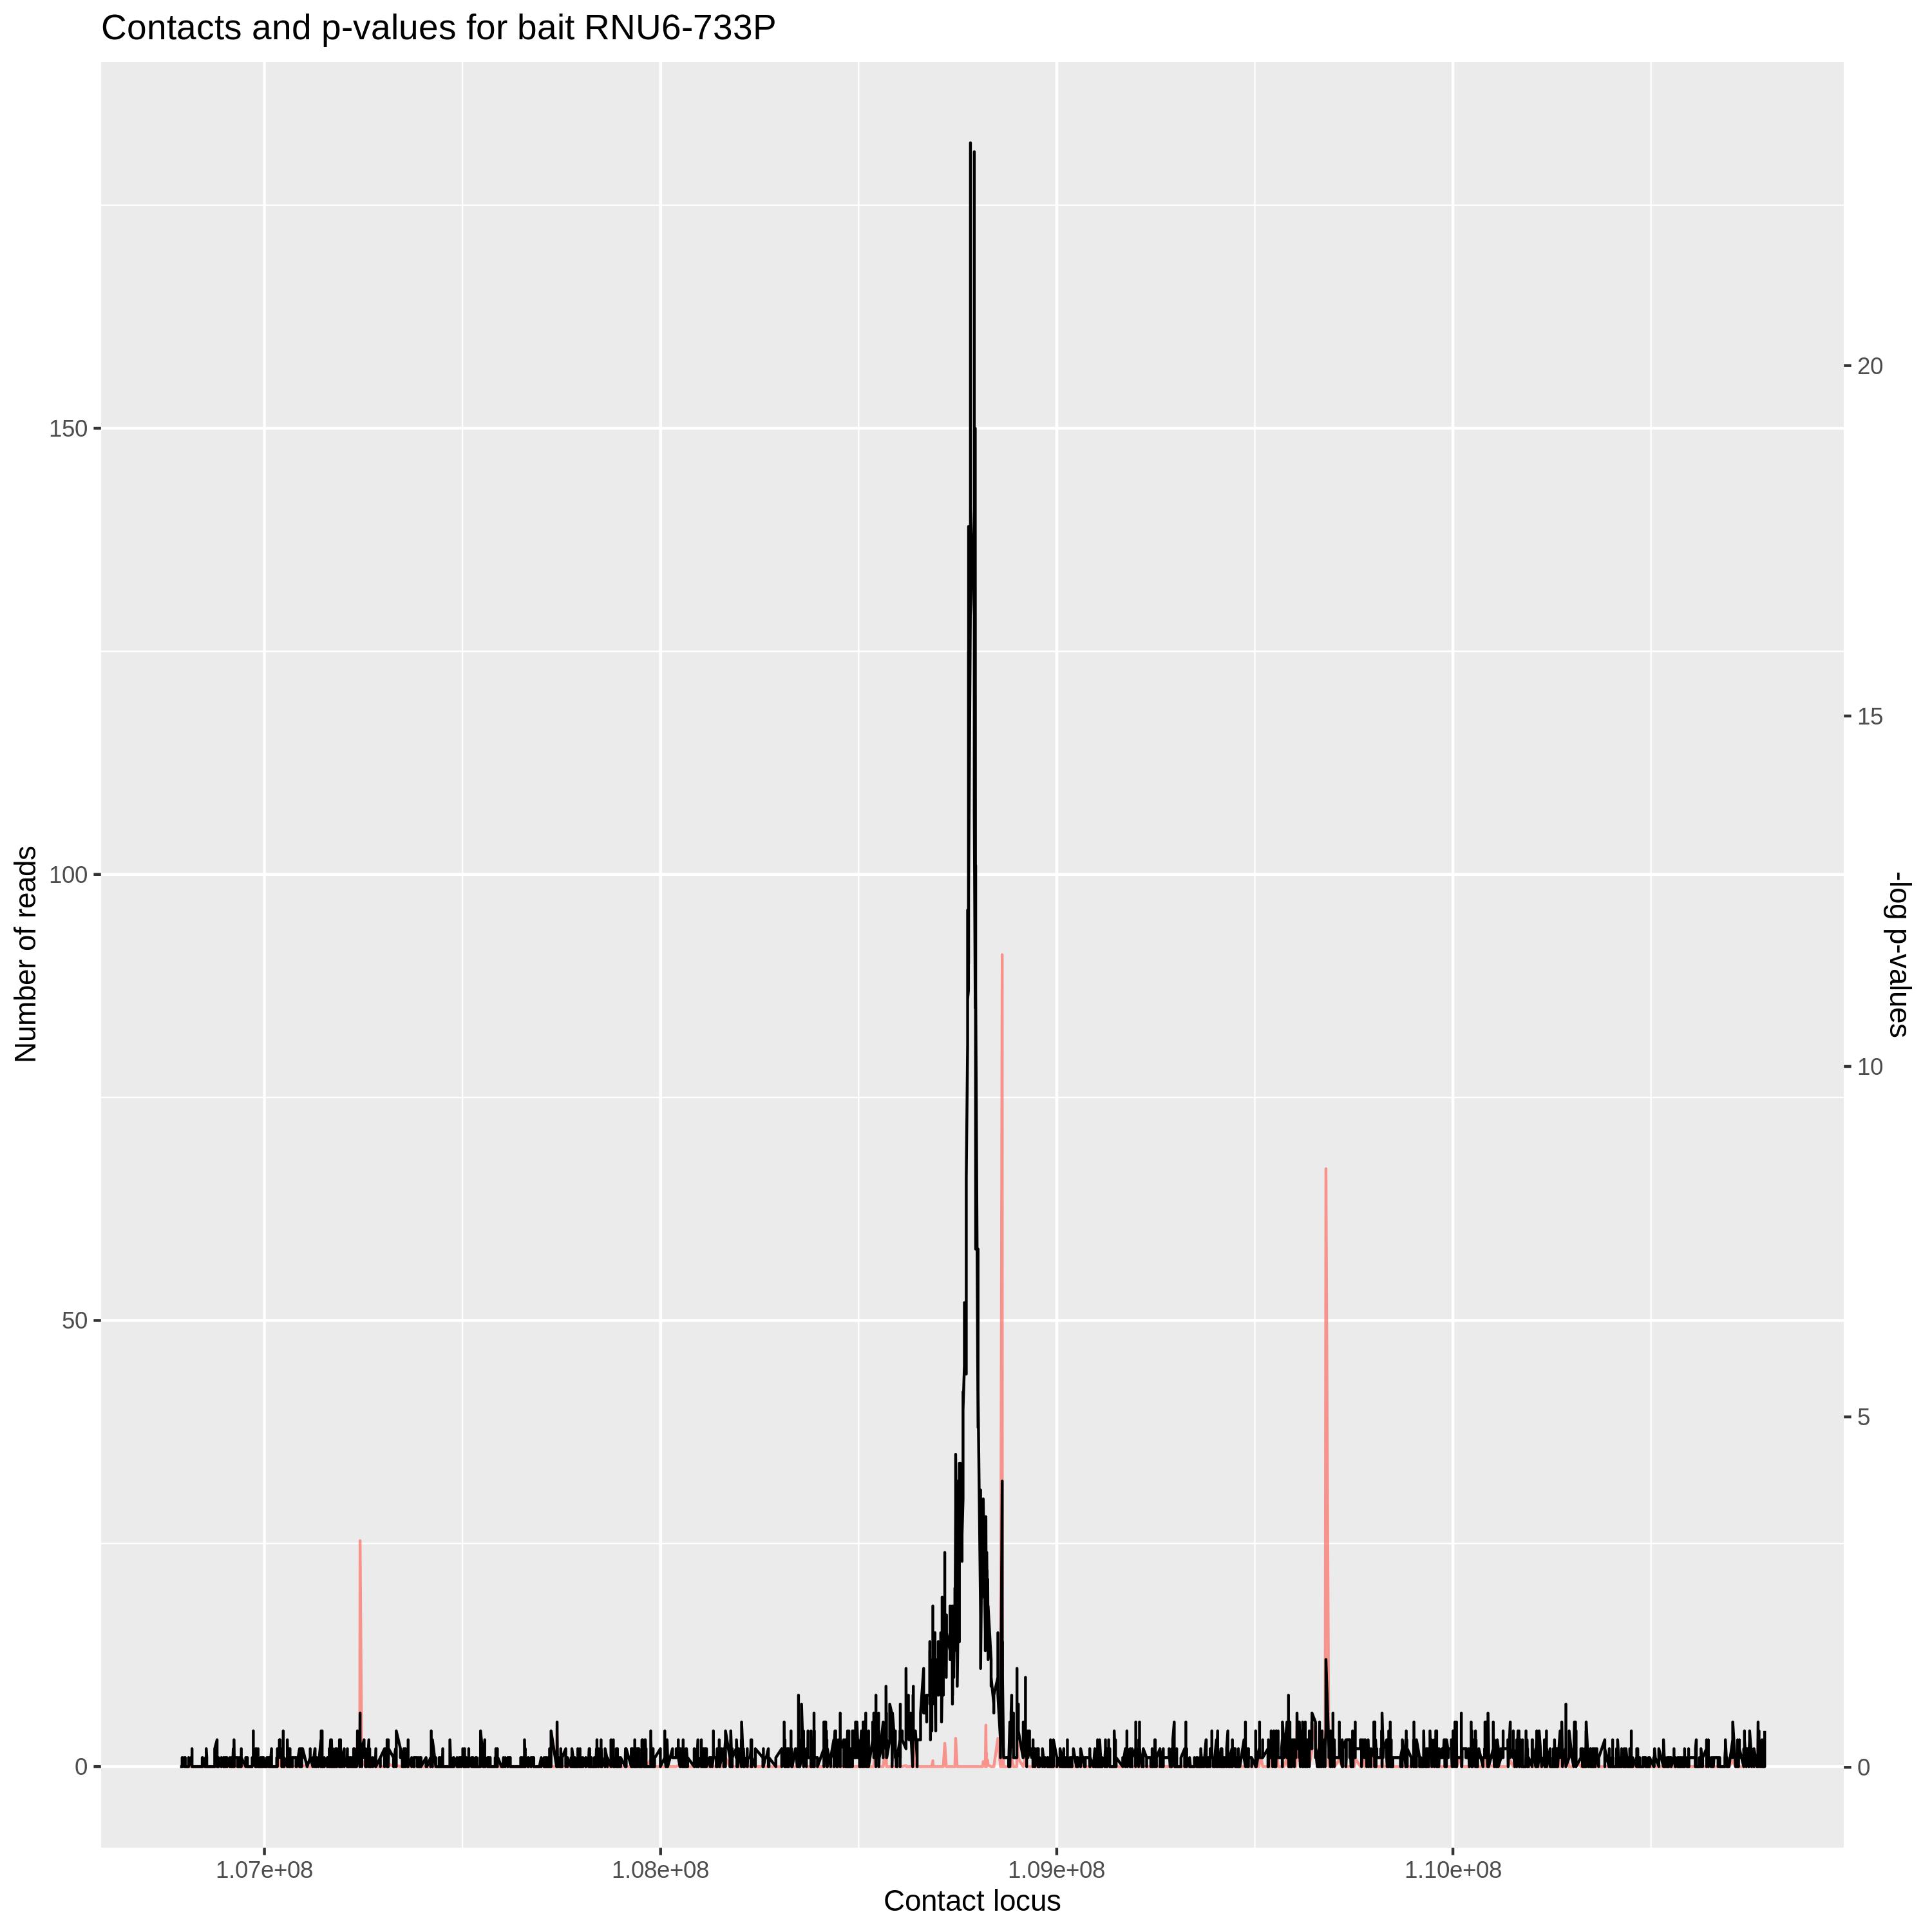 Contacts and p-values for bait RNU6-733P
Number of reads
150
100
50
0
20
15
10
5
0
-log p-values
1.07e+08 1.08e+08 1.09e+08 1.10e+08
Contact locus